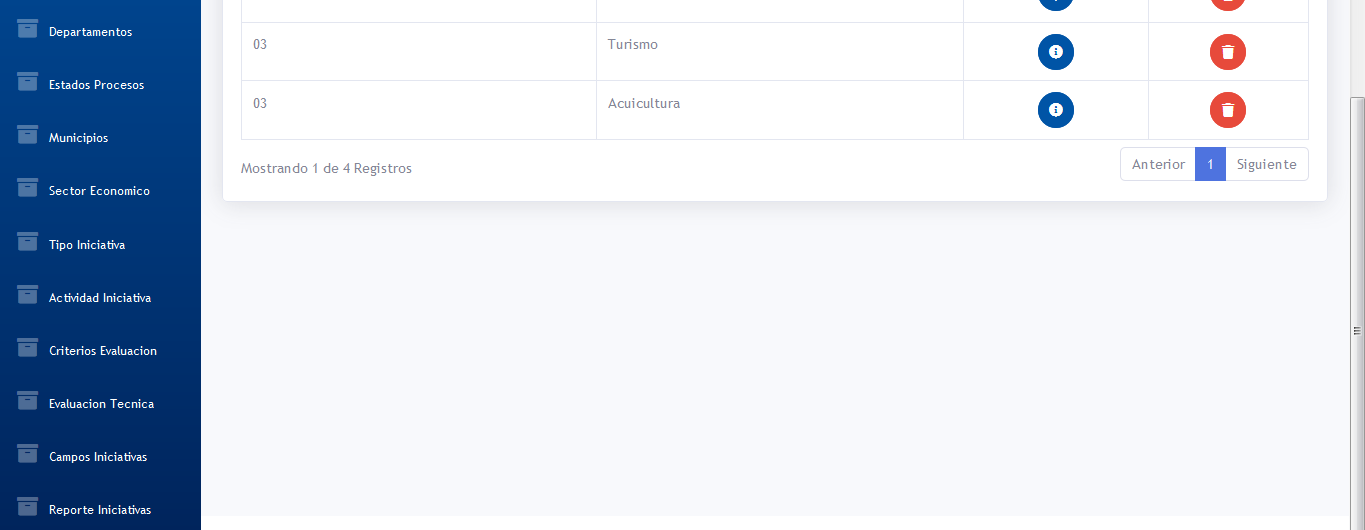 Departamentos
Estados Procesos
Municipios
Sector Economico
Tipo Iniciativa
Actividad Iniciativa
Criterios Evaluacion
Evaluacion Tecnica
Campos Iniciativas
Reporte Iniciativas
03 Turismo
03 Acuicultura
Mostrando 1 de 4 Registros
Anterior 1 Siguiente